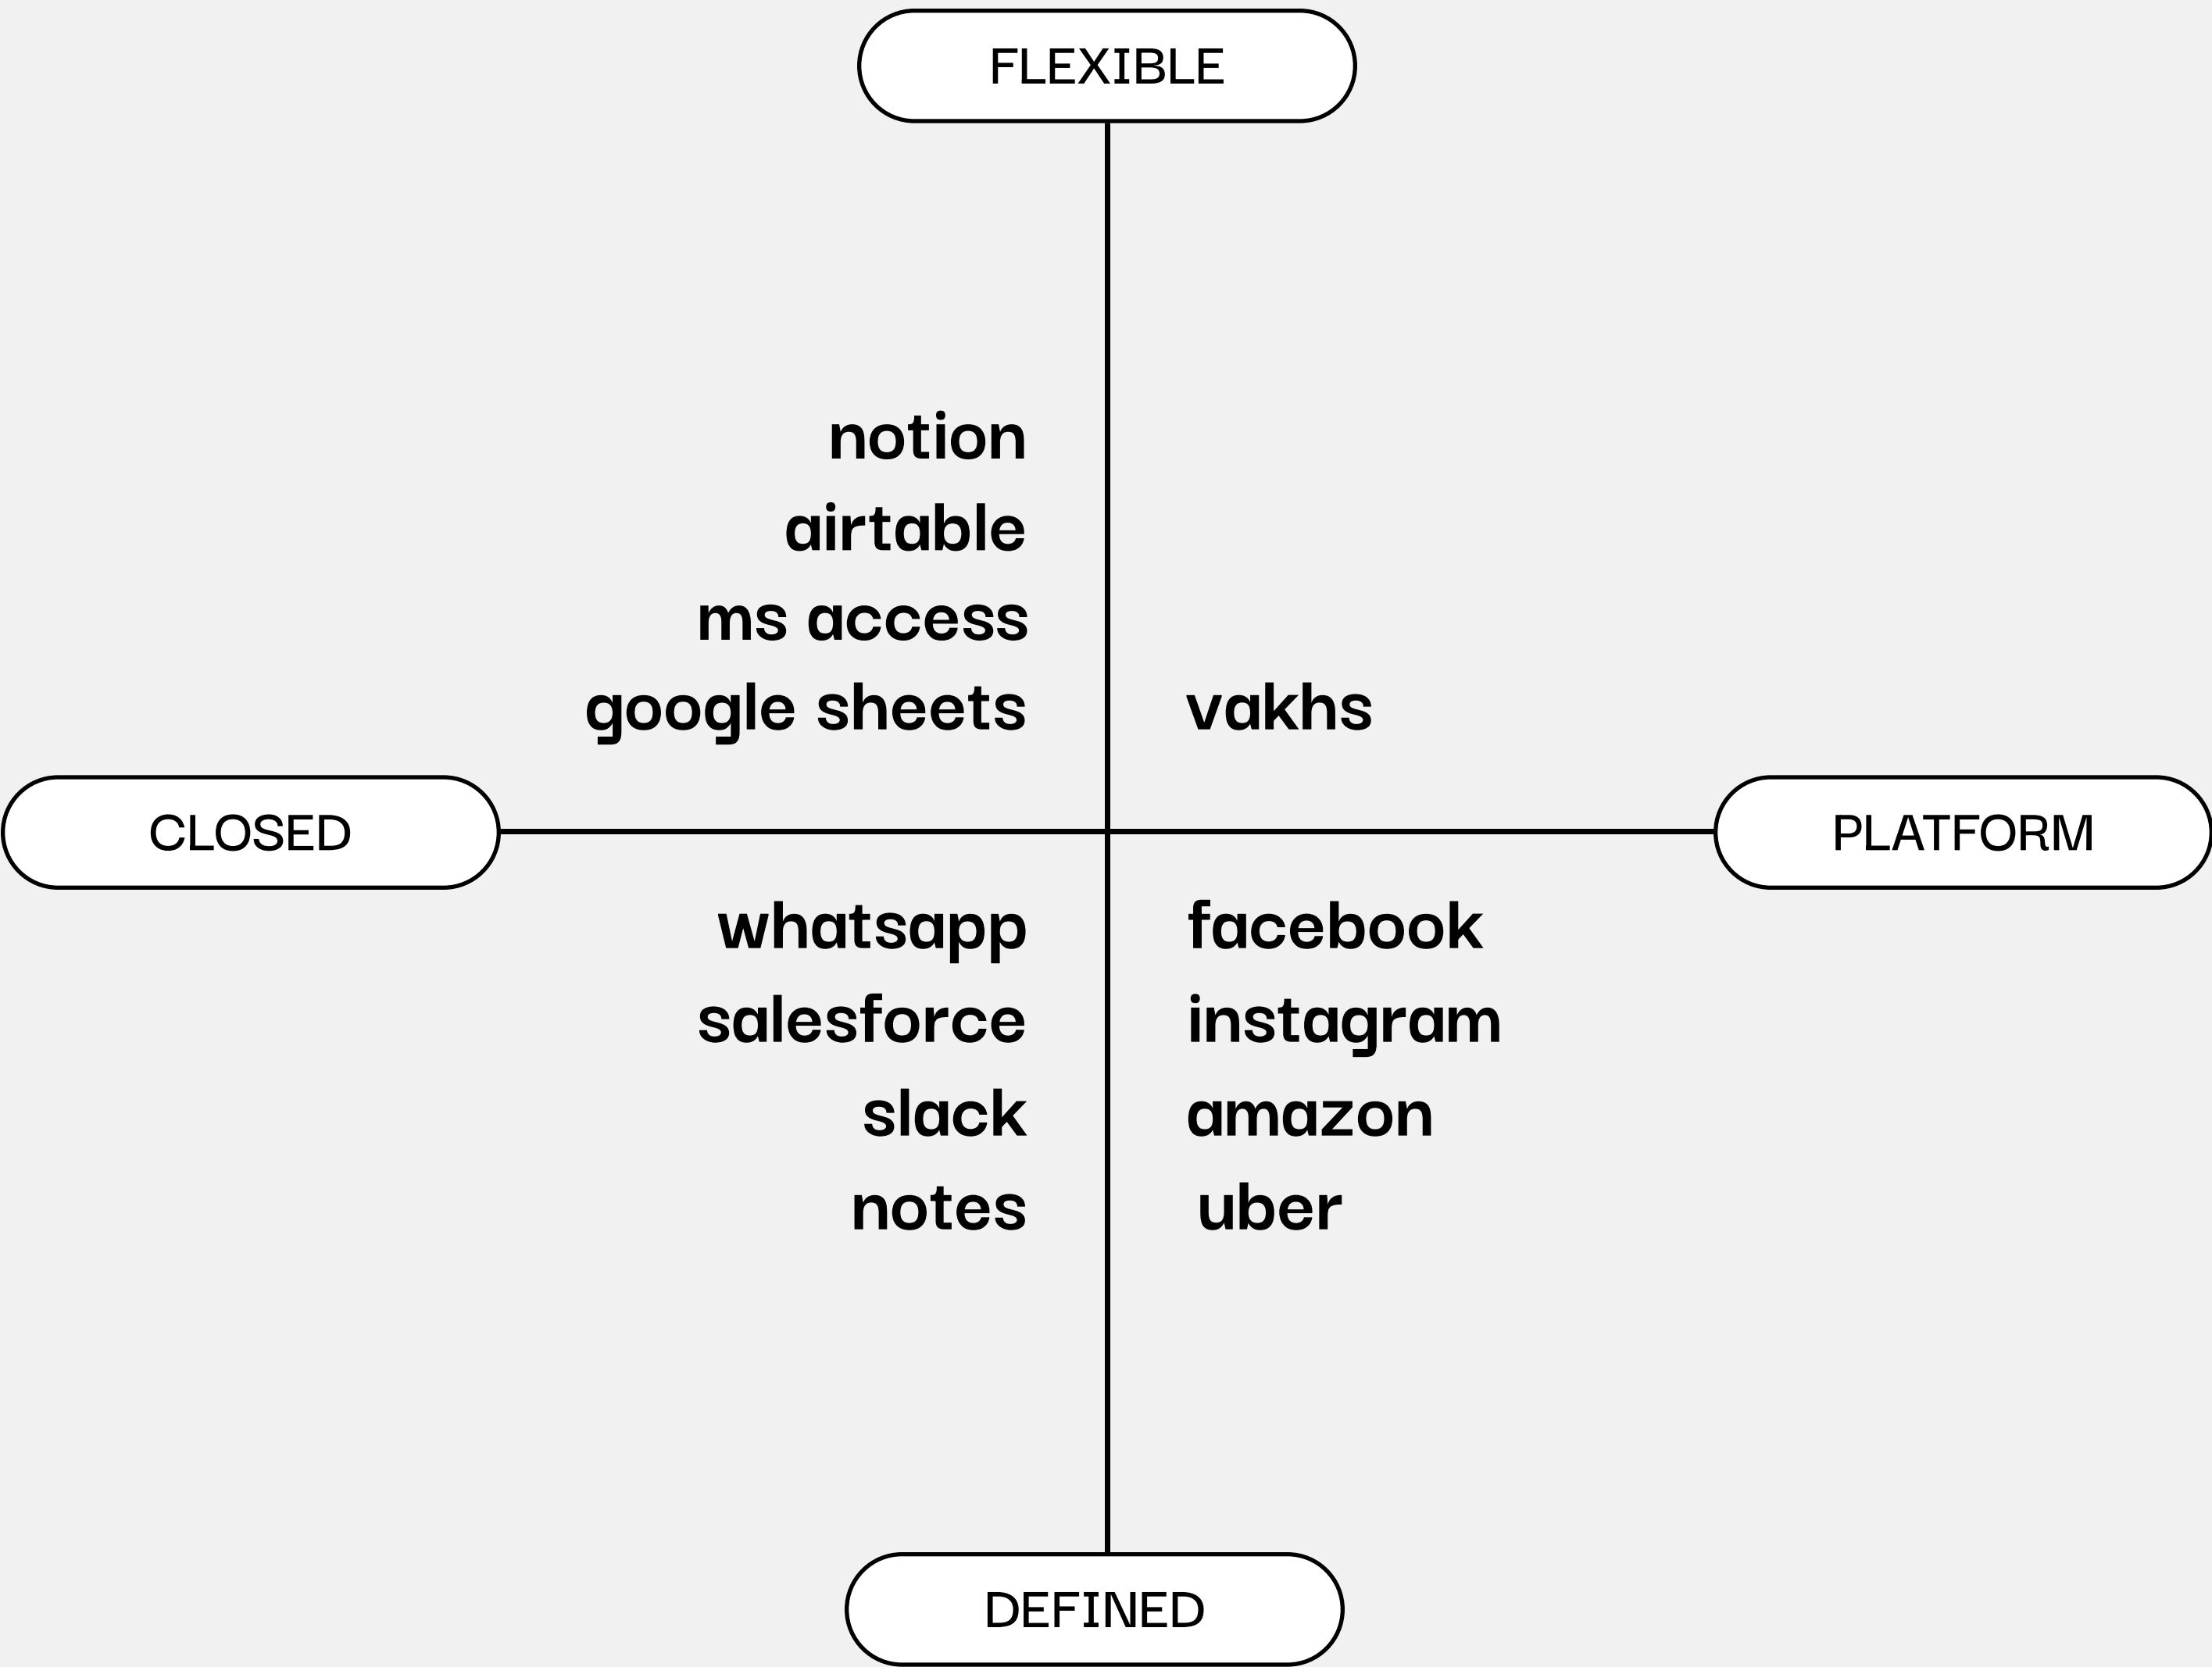 FLEXIBLE
notion
airtable
ms access
google sheets
vakhs
CLOSED
PLATFORM
whatsapp
salesforce
slack
notes
facebook
instagram
amazon
uber
DEFINED